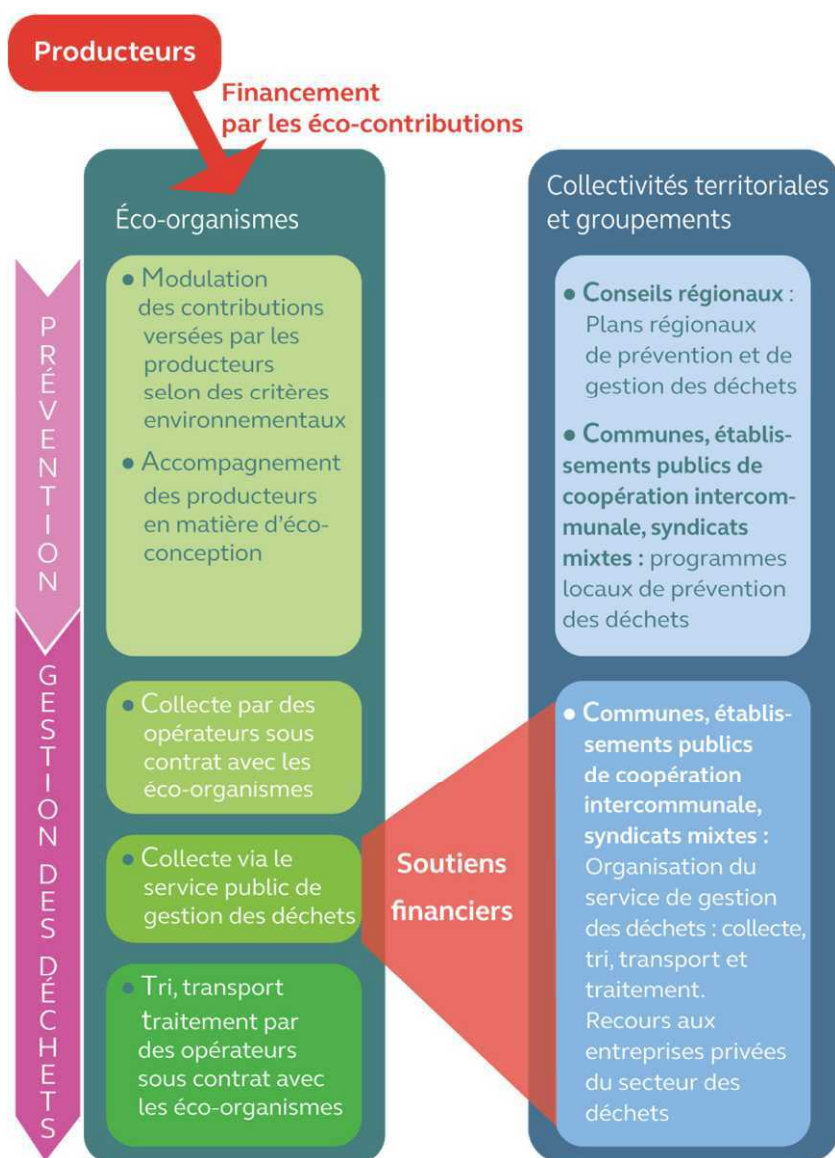 Producteurs
Financement
par les éco-contributions
Éco-organismes
● Modulation
des contributions
versées par les
producteurs
selon des critères
environnementaux
● Accompagnement
des producteurs
en matière d'éco-
conception
● Collecte par des
opérateurs sous
contrat avec les
éco-organismes
● Collecte via le
service public de
gestion des déchets
● Tri, transport
traitement par
des opérateurs
sous contrat avec
les éco-organismes
Soutiens
financiers
Collectivités territoriales
et groupements
● Conseils régionaux :
Plans régionaux
de prévention et de
gestion des déchets
● Communes, établis-
sements publics de
coopération intercom-
munale, syndicats
mixtes : programmes
locaux de prévention
des déchets
● Communes, établis-
sements publics
de coopération
intercommunale,
syndicats mixtes :
Organisation du
service de gestion
des déchets : collecte,
tri, transport et
traitement.
Recours aux
entreprises privées
du secteur des
déchets
PRÉVENTION
GESTION DES DÉCHETS